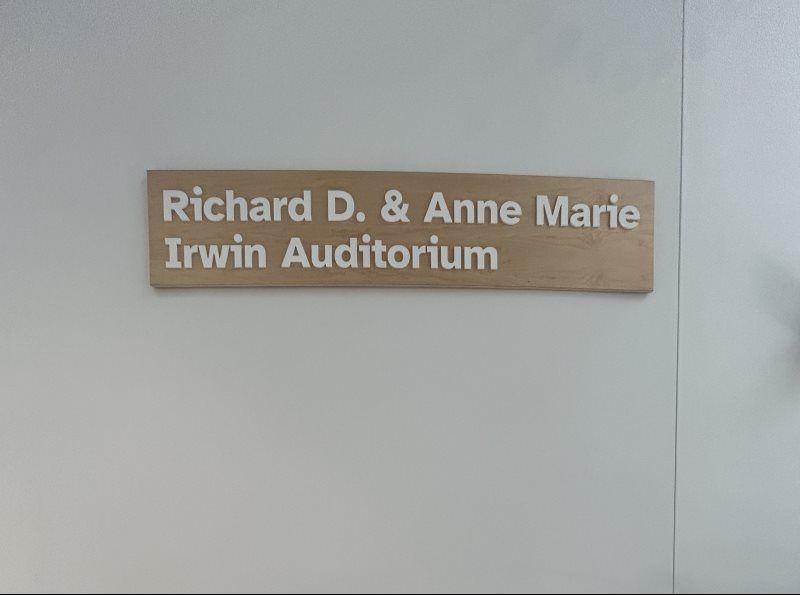 Richard D. & Anne Marie
Irwin Auditorium